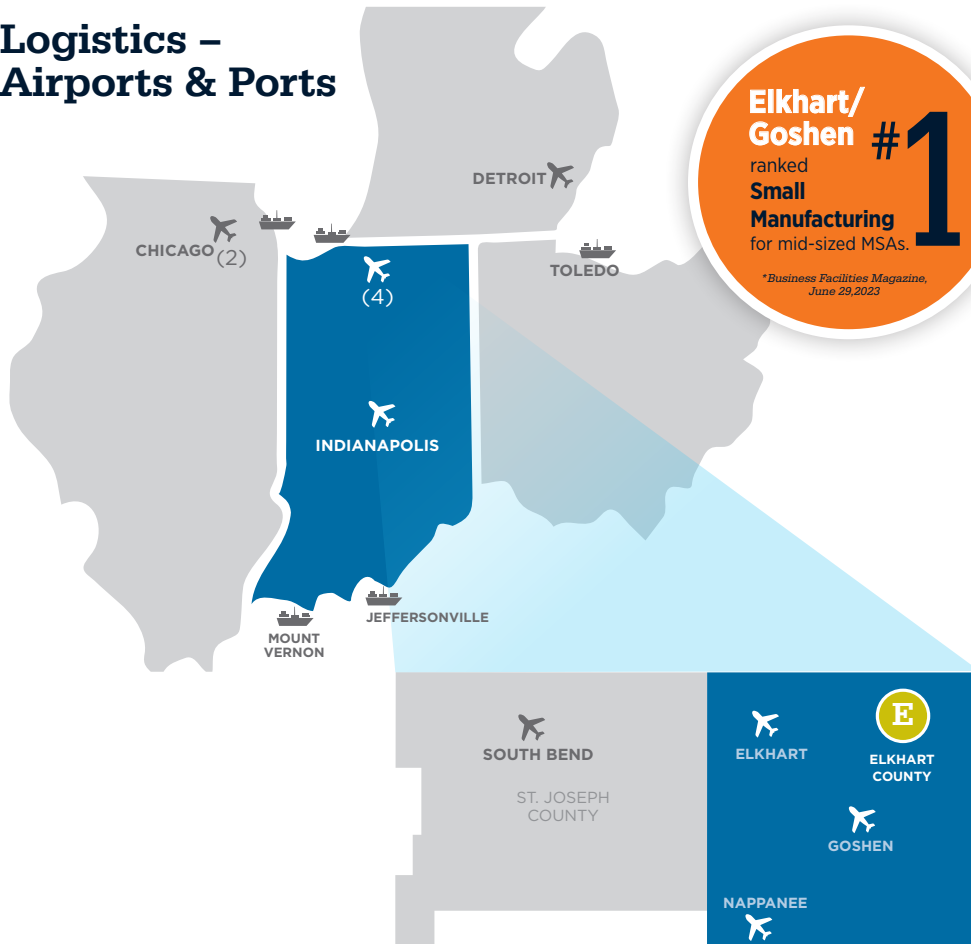 Logistics –
Airports & Ports
Elkhart/
Goshen
#1
ranked
Small
Manufacturing
for mid-sized MSAs.
*Business Facilities Magazine,
June 29,2023
DETROIT
CHICAGO (2)
TOLEDO
(4)
INDIANAPOLIS
JEFFERSONVILLE
MOUNT
VERNON
SOUTH BEND
ST. JOSEPH
COUNTY
ELKHART
E
ELKHART
COUNTY
GOSHEN
NAPPANEE